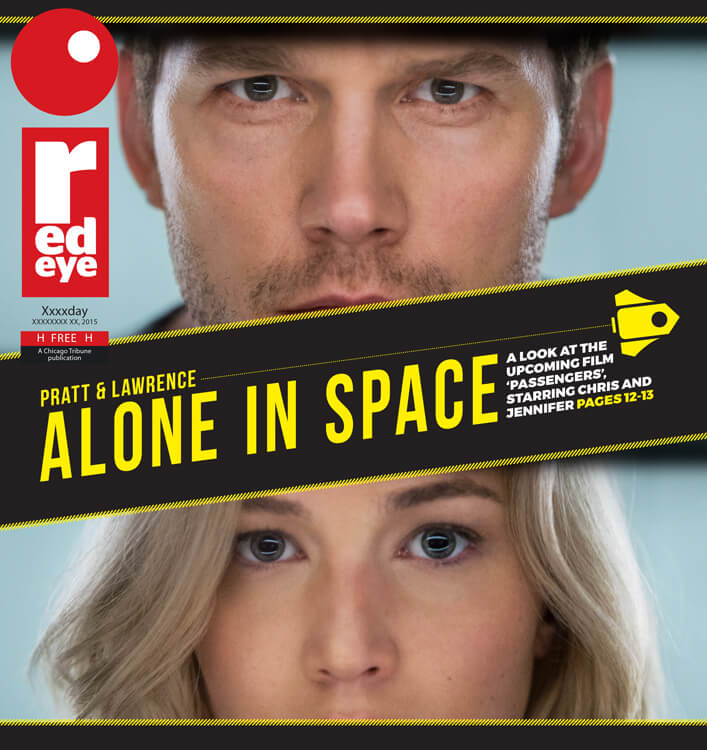 r
ed
eye
Xxxxday
XXXXXXXX XX, 2015
H FREE H
A Chicago Tribune
publication
PRATT & LAWRENCE
ALONE IN SPACE
A LOOK AT THE
UPCOMING FILM
‘PASSENGERS’,
STARRING CHRIS AND
JENNIFER PAGES 12-13